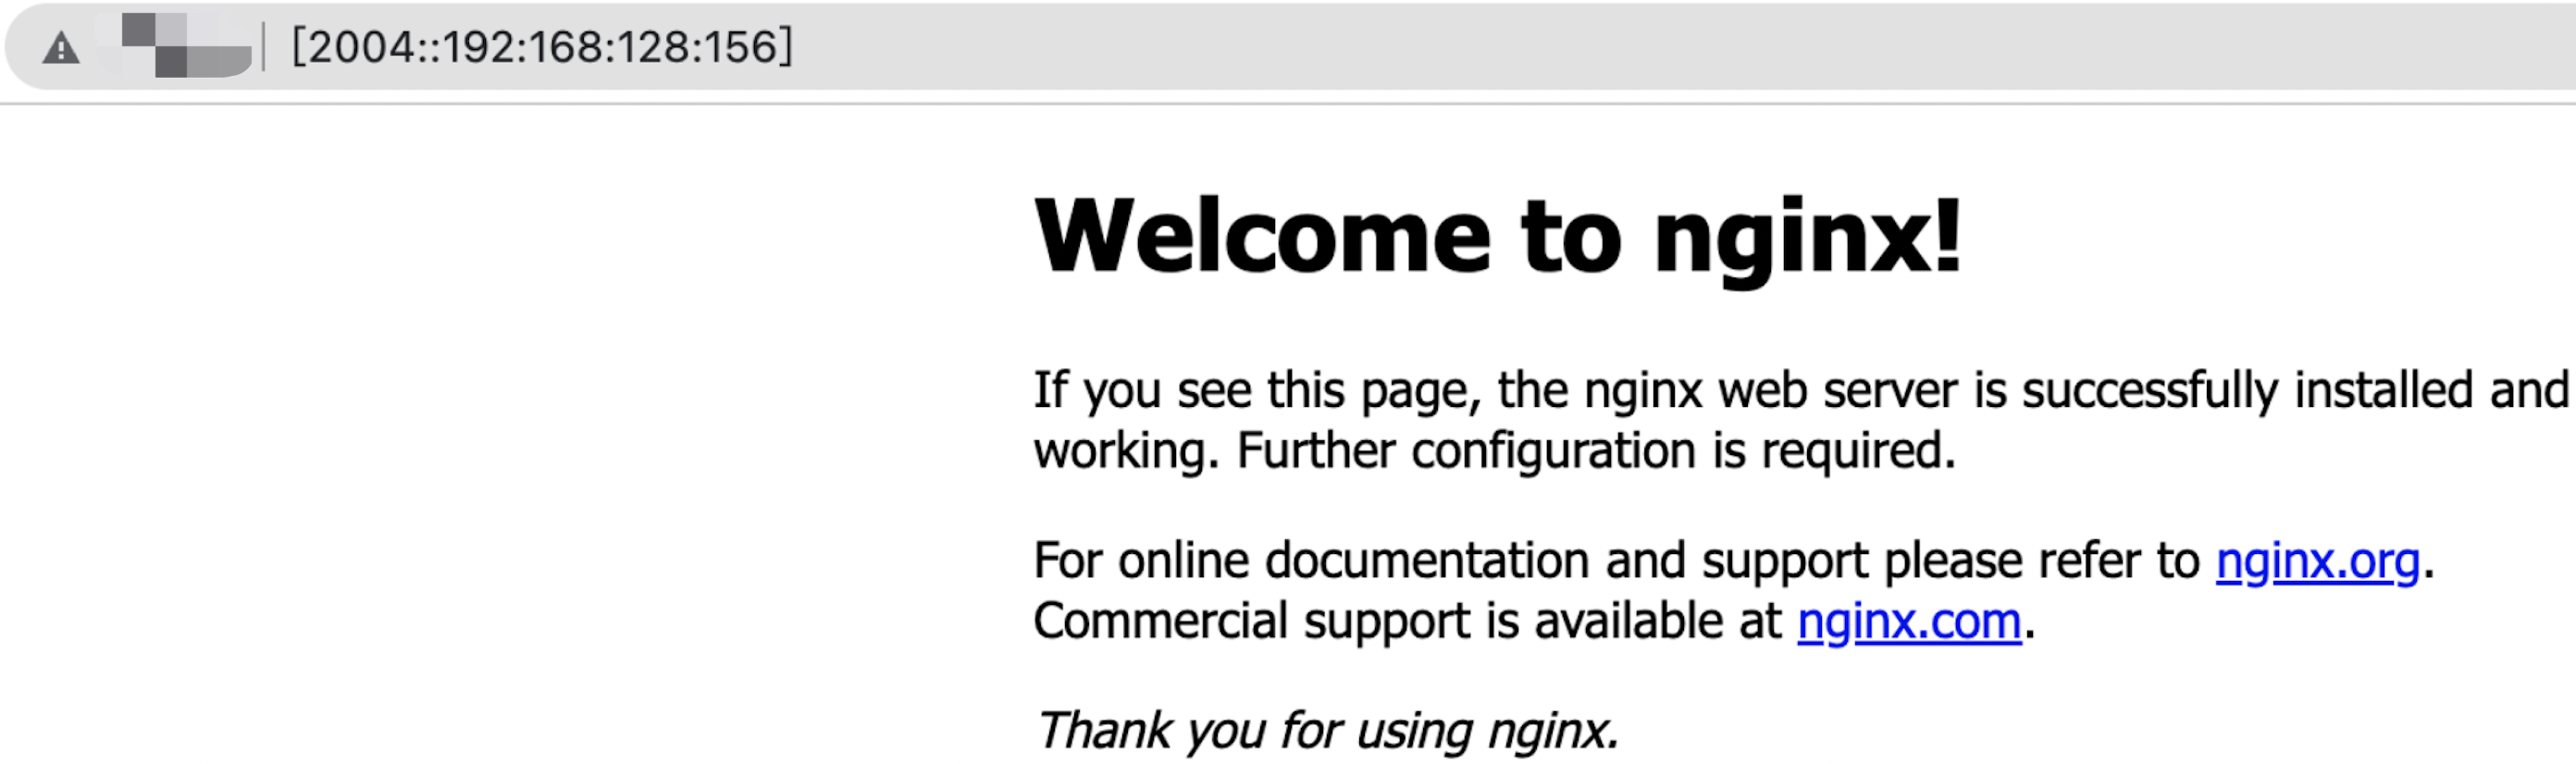 [2004::192:168:128:156]
Welcome to nginx!
If you see this page, the nginx web server is successfully installed and
working. Further configuration is required.
For online documentation and support please refer to nginx.org.
Commercial support is available at nginx.com.
Thank you for using nginx.